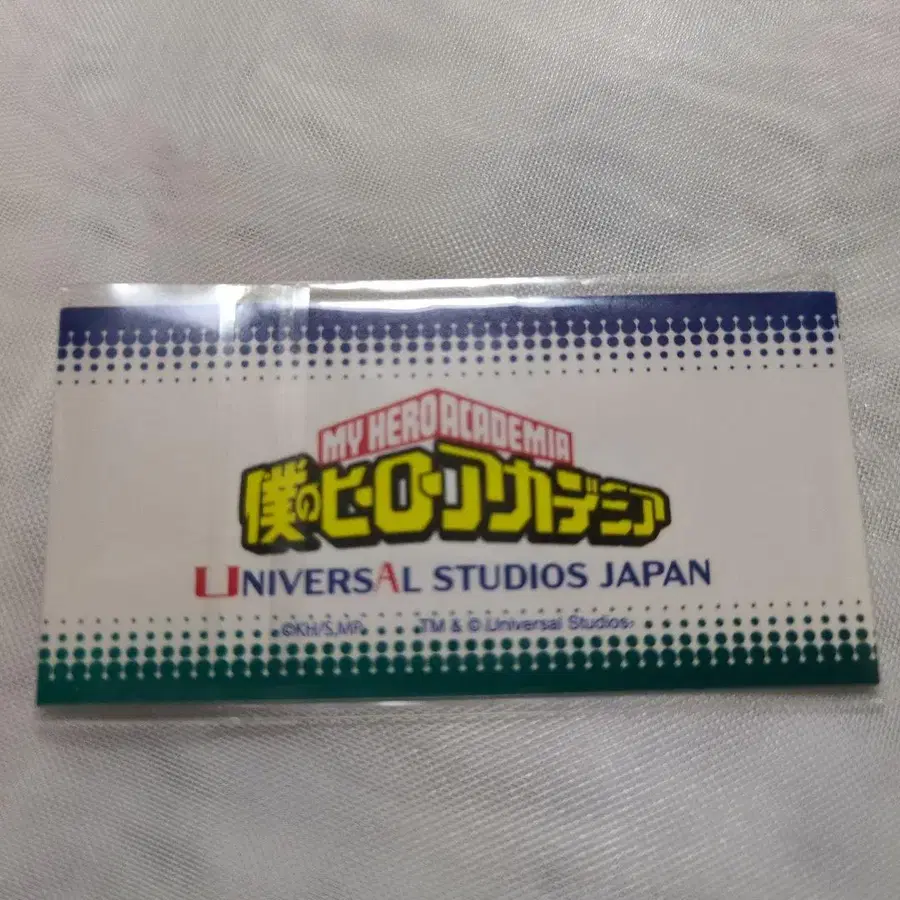 MY HERO ACADEMIA
僕のヒーローアカデミア
UNIVERSAL STUDIOS JAPAN
©KH/S,MP TM & © Universal Studios